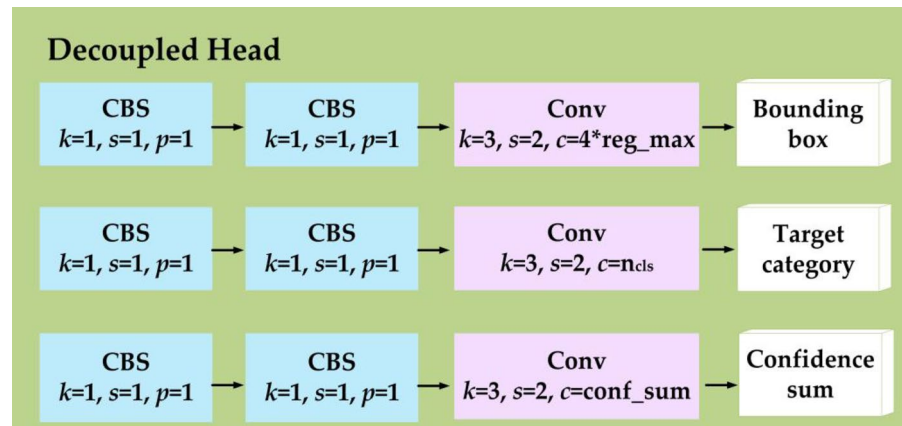 Decoupled Head
CBS
k=1, s=1, p=1
CBS
k=1, s=1, p=1
Conv
k=3, s=2, c=4*reg_max
Bounding
box
CBS
k=1, s=1, p=1
CBS
k=1, s=1, p=1
Conv
k=3, s=2, c=ncls
Target
category
CBS
k=1, s=1, p=1
CBS
k=1, s=1, p=1
Conv
k=3, s=2, c=conf_sum
Confidence
sum